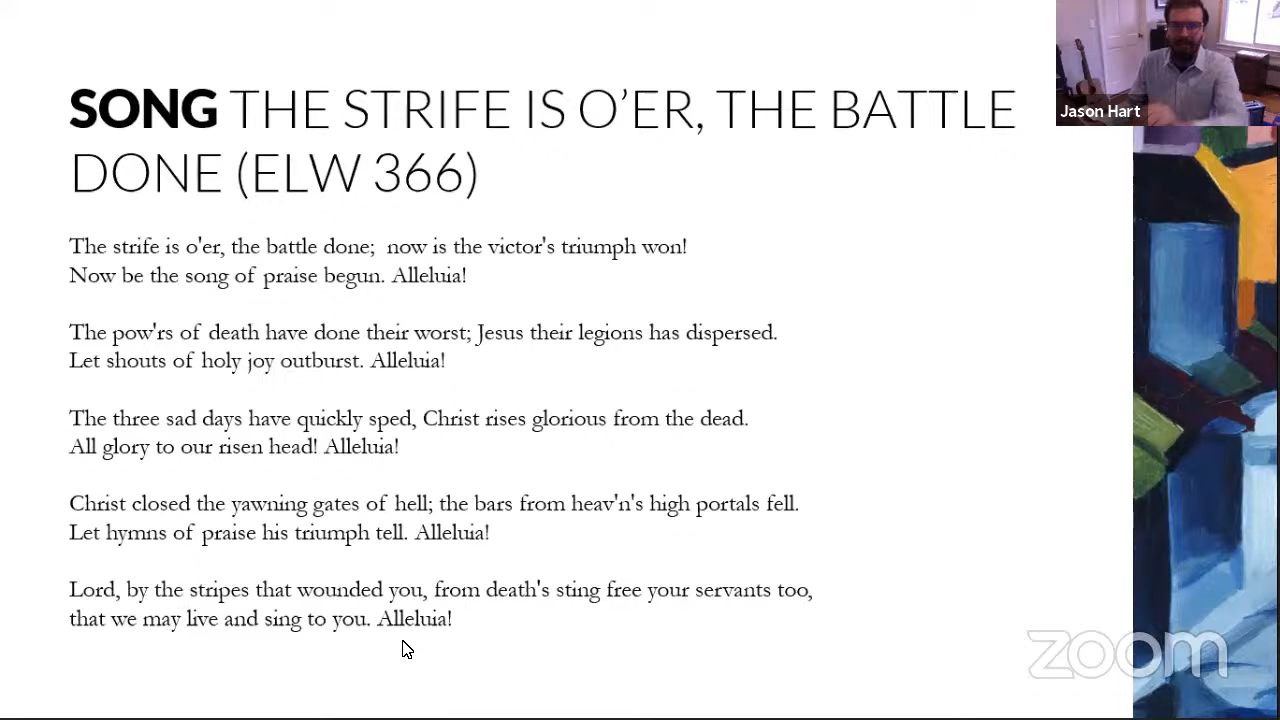 SONG THE STRIFE IS O’ER, THE BATTLE
DONE (ELW 366)
Jason Hart
The strife is o'er, the battle done;  now is the victor's triumph won!
Now be the song of praise begun. Alleluia!
The pow'rs of death have done their worst; Jesus their legions has dispersed.
Let shouts of holy joy outburst. Alleluia!
The three sad days have quickly sped, Christ rises glorious from the dead.
All glory to our risen head! Alleluia!
Christ closed the yawning gates of hell; the bars from heav'n's high portals fell.
Let hymns of praise his triumph tell. Alleluia!
Lord, by the stripes that wounded you, from death's sting free your servants too,
that we may live and sing to you. Alleluia!
zoom